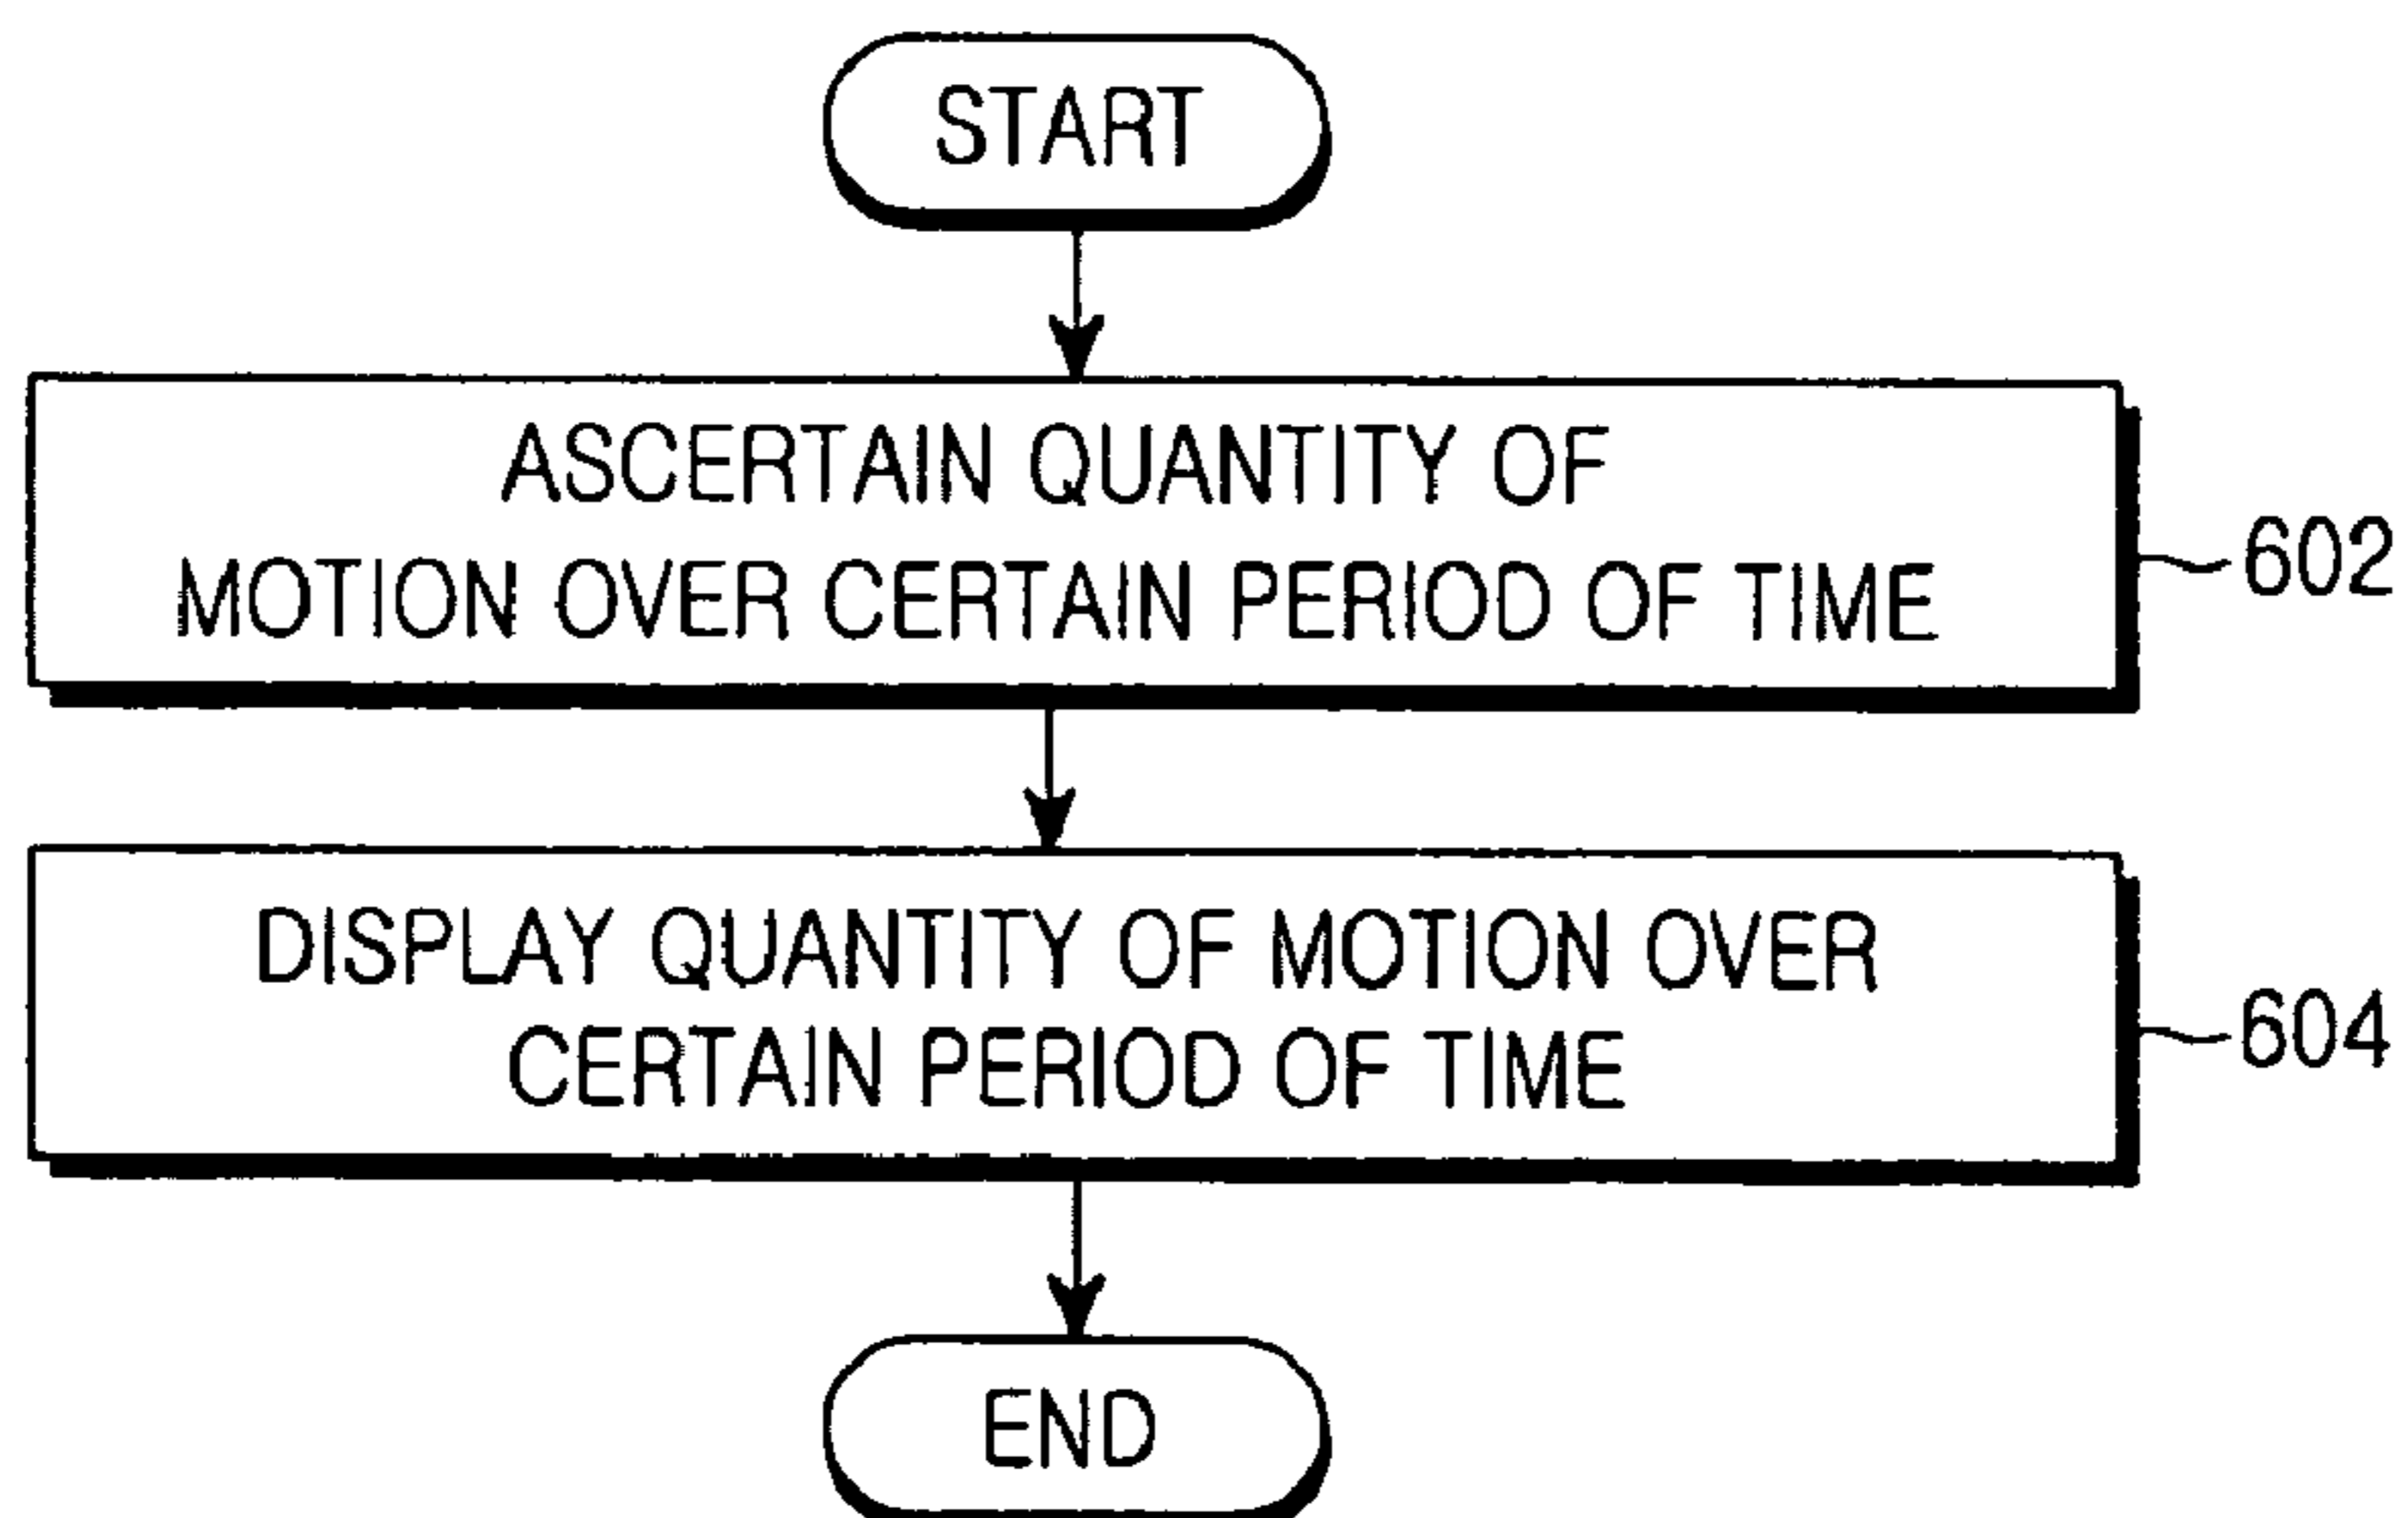 START
ASCERTAIN QUANTITY OF
MOTION OVER CERTAIN PERIOD OF TIME
602
DISPLAY QUANTITY OF MOTION OVER
CERTAIN PERIOD OF TIME
604
END